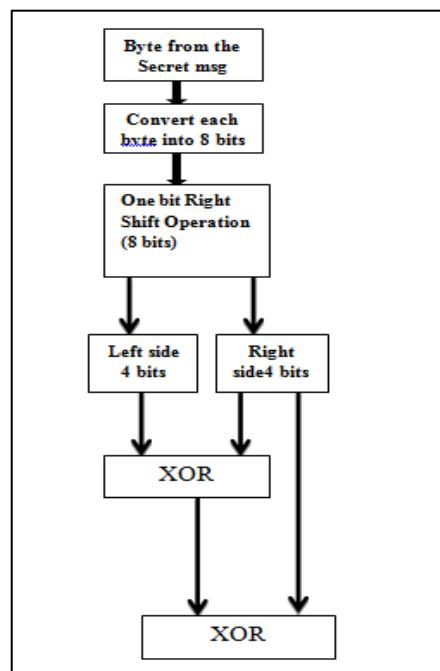 Byte from the
Secret msg
Convert each
byte into 8 bits
One bit Right
Shift Operation
(8 bits)
Left side
4 bits
Right
side4 bits
XOR
XOR